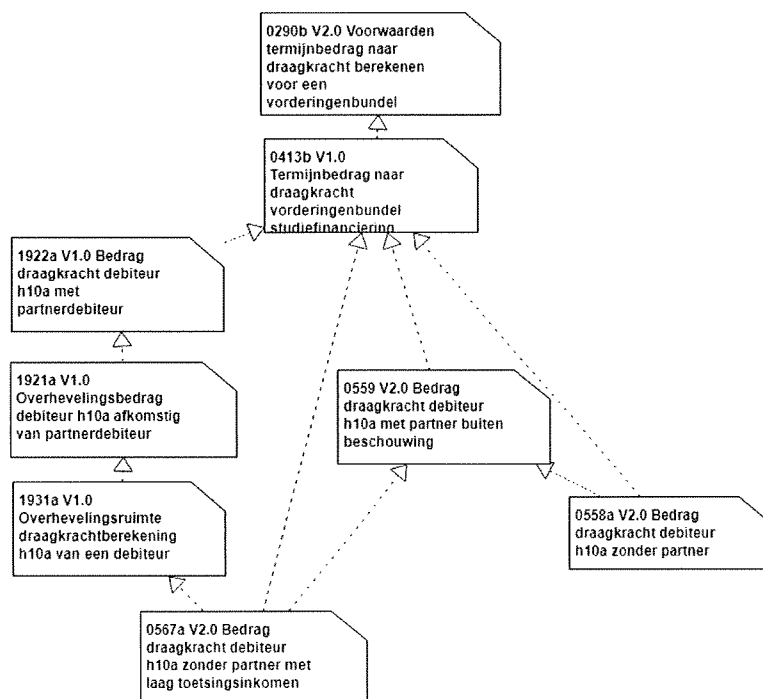 0290b V2.0 Voorwaarden
termijnbedrag naar
draagkracht berekenen
voor een
vorderingenbundel
0413b V1.0
Termijnbedrag naar
draagkracht
vorderingenbundel
studiefinanciering
1922a V1.0 Bedrag
draagkracht debiteur
h10a met
partnerdebiteur
1921a V1.0
Overhevelingsbedrag
debiteur h10a afkomstig
van partnerdebiteur
0559 V2.0 Bedrag
draagkracht debiteur
h10a met partner buiten
beschouwing
1931a V1.0
Overhevelingsruimte
draagkrachtberekening
h10a van een debiteur
0558a V2.0 Bedrag
draagkracht debiteur
h10a zonder partner
0567a V2.0 Bedrag
draagkracht debiteur
h10a zonder partner met
laag toetsingsinkomen